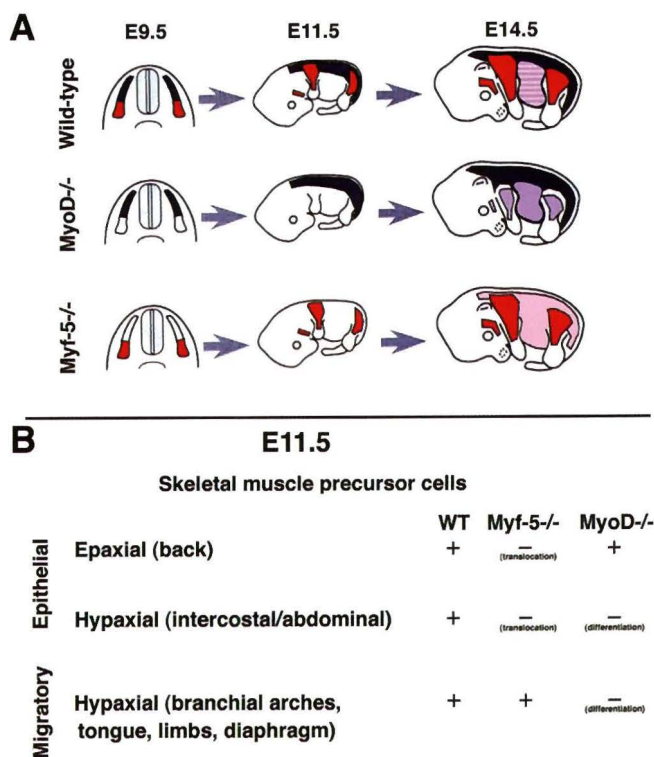 A
E9.5 E11.5 E14.5
Wild-type
MyoD-/-
Myf-5-/-
B E11.5
Skeletal muscle precursor cells
WT Myf-5-/- MyoD-/-
Epithelial
Epaxial (back) + – +
(translocation)
Hypaxial (intercostal/abdominal) + – –
(translocation) (differentiation)
Migratory
Hypaxial (branchial arches, + + –
tongue, limbs, diaphragm) (differentiation)